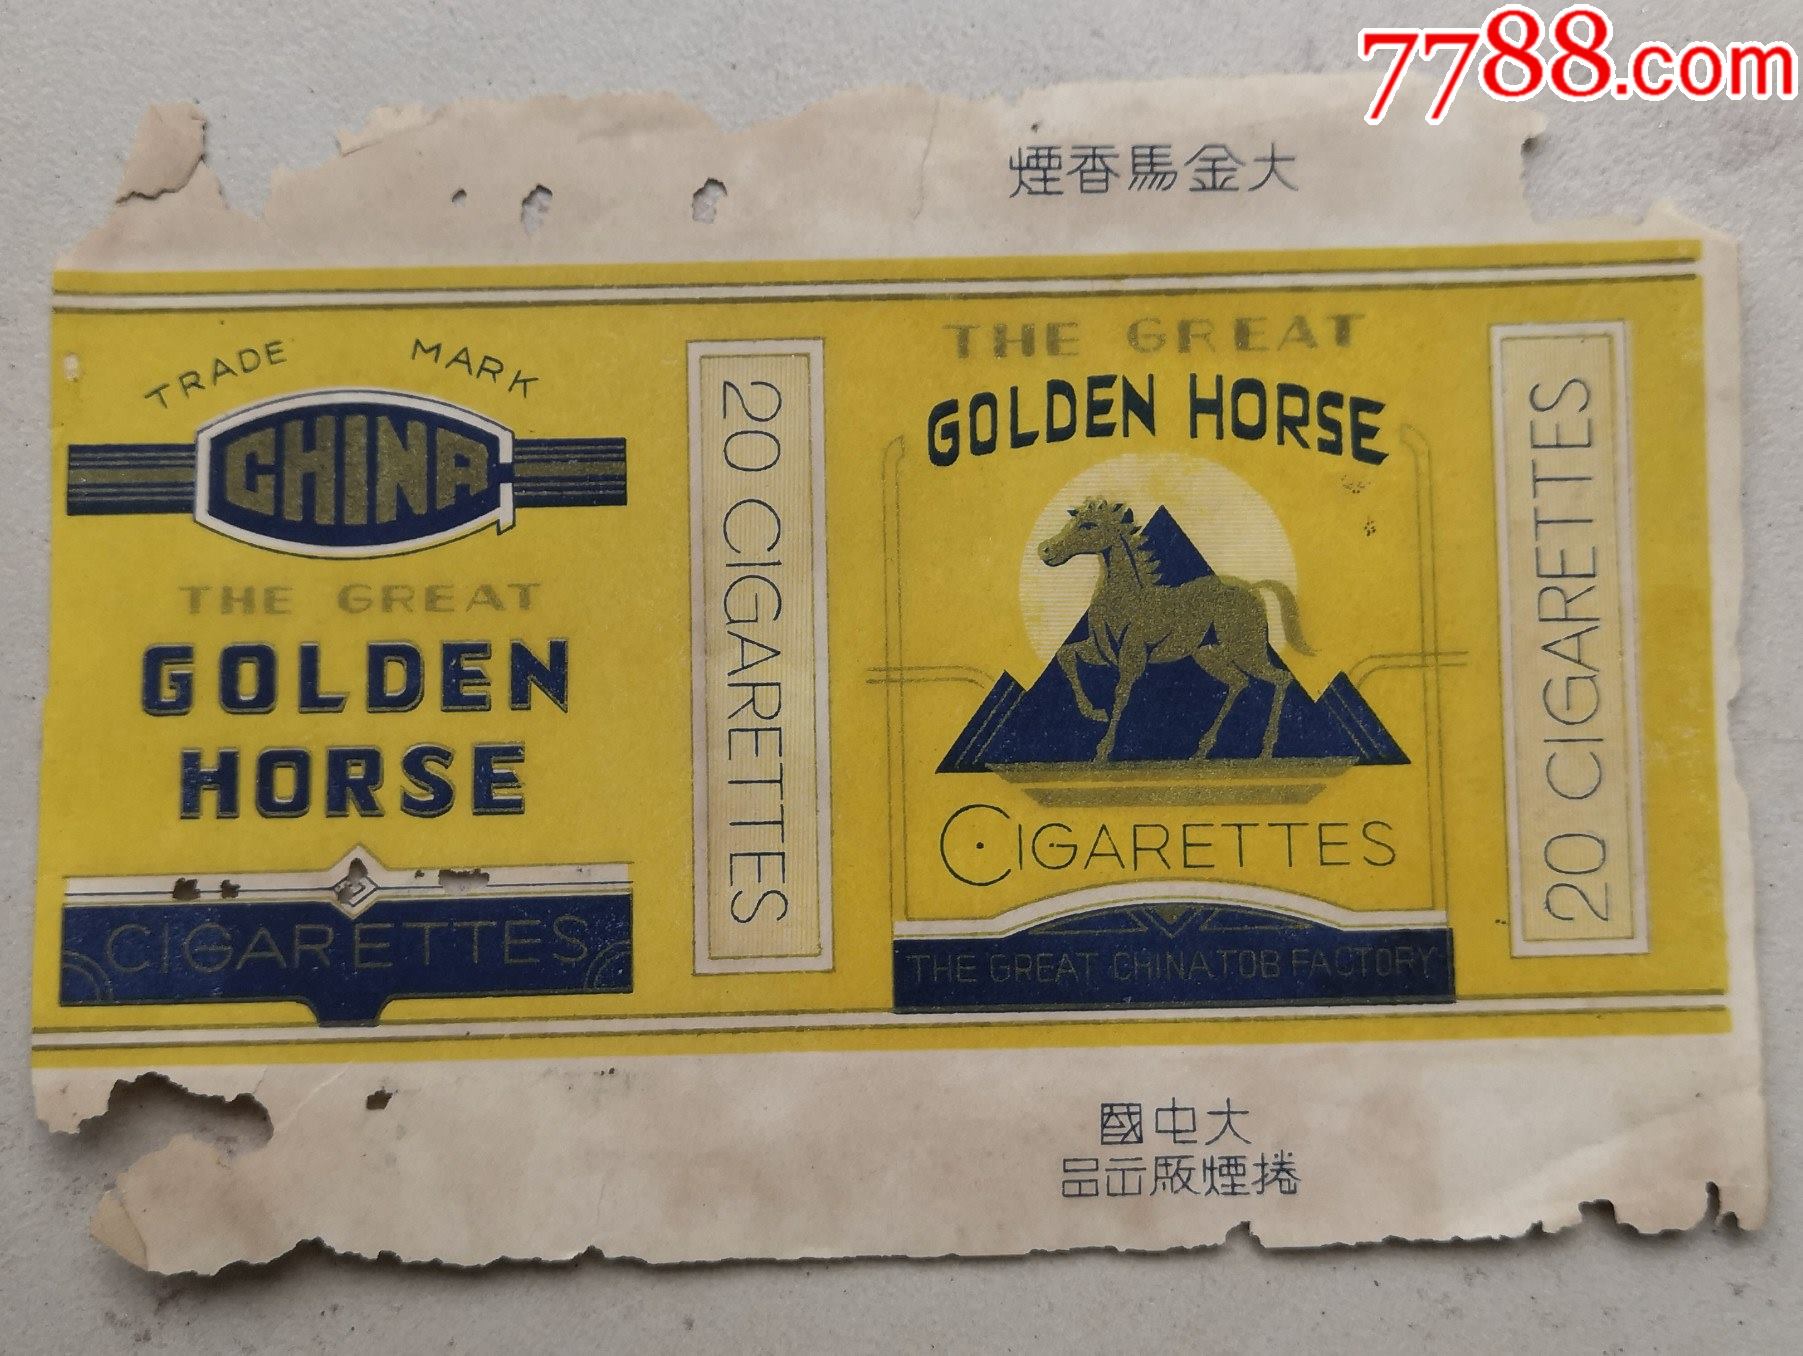 7788.com
大金馬香煙
TRADE MARK
CHINA
THE GREAT
GOLDEN
HORSE
CIGARETTES
20 CIGARETTES
THE GREAT
GOLDEN HORSE
CIGARETTES
THE GREAT CHINA TOB FACTORY
20 CIGARETTES
大中國
捲煙廠出品